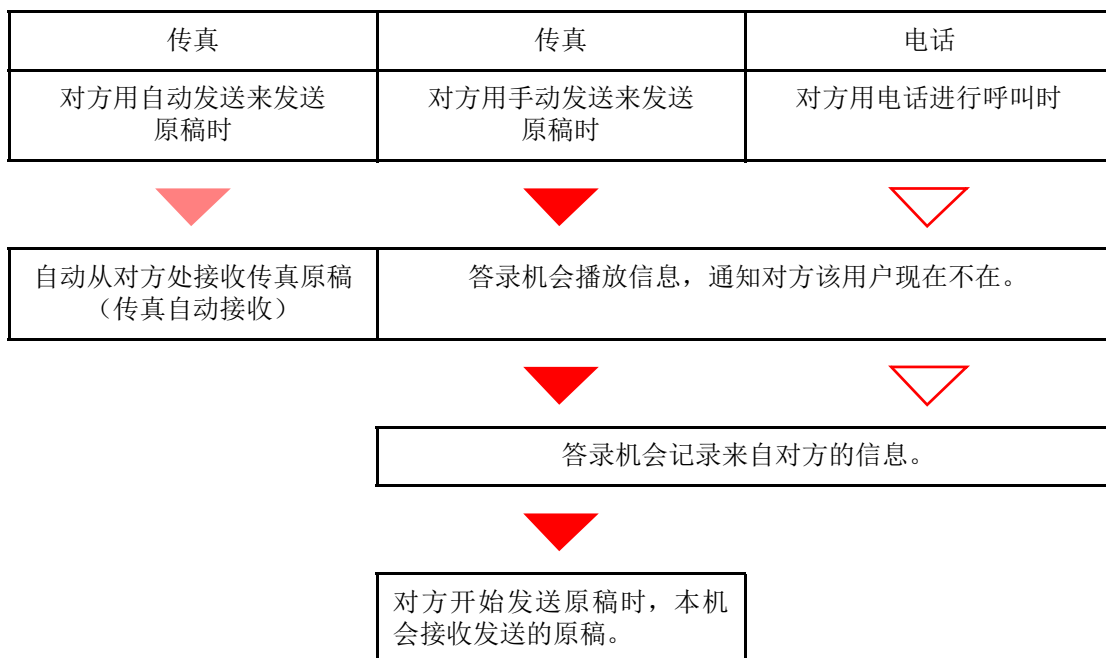 传真
传真
电话
对方用自动发送来发送
原稿时
对方用手动发送来发送
原稿时
对方用电话进行呼叫时
自动从对方处接收传真原稿
（传真自动接收）
答录机会播放信息，通知对方该用户现在不在。
答录机会记录来自对方的信息。
对方开始发送原稿时，本机
会接收发送的原稿。